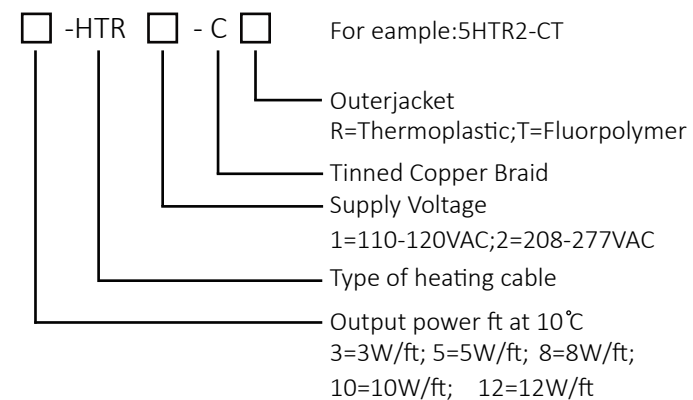 □ -HTR □ - C □ For eample:5HTR2-CT
Outerjacket
R=Thermoplastic;T=Fluorpolymer
Tinned Copper Braid
Supply Voltage
1=110-120VAC;2=208-277VAC
Type of heating cable
Output power ft at 10℃
3=3W/ft; 5=5W/ft; 8=8W/ft;
10=10W/ft; 12=12W/ft